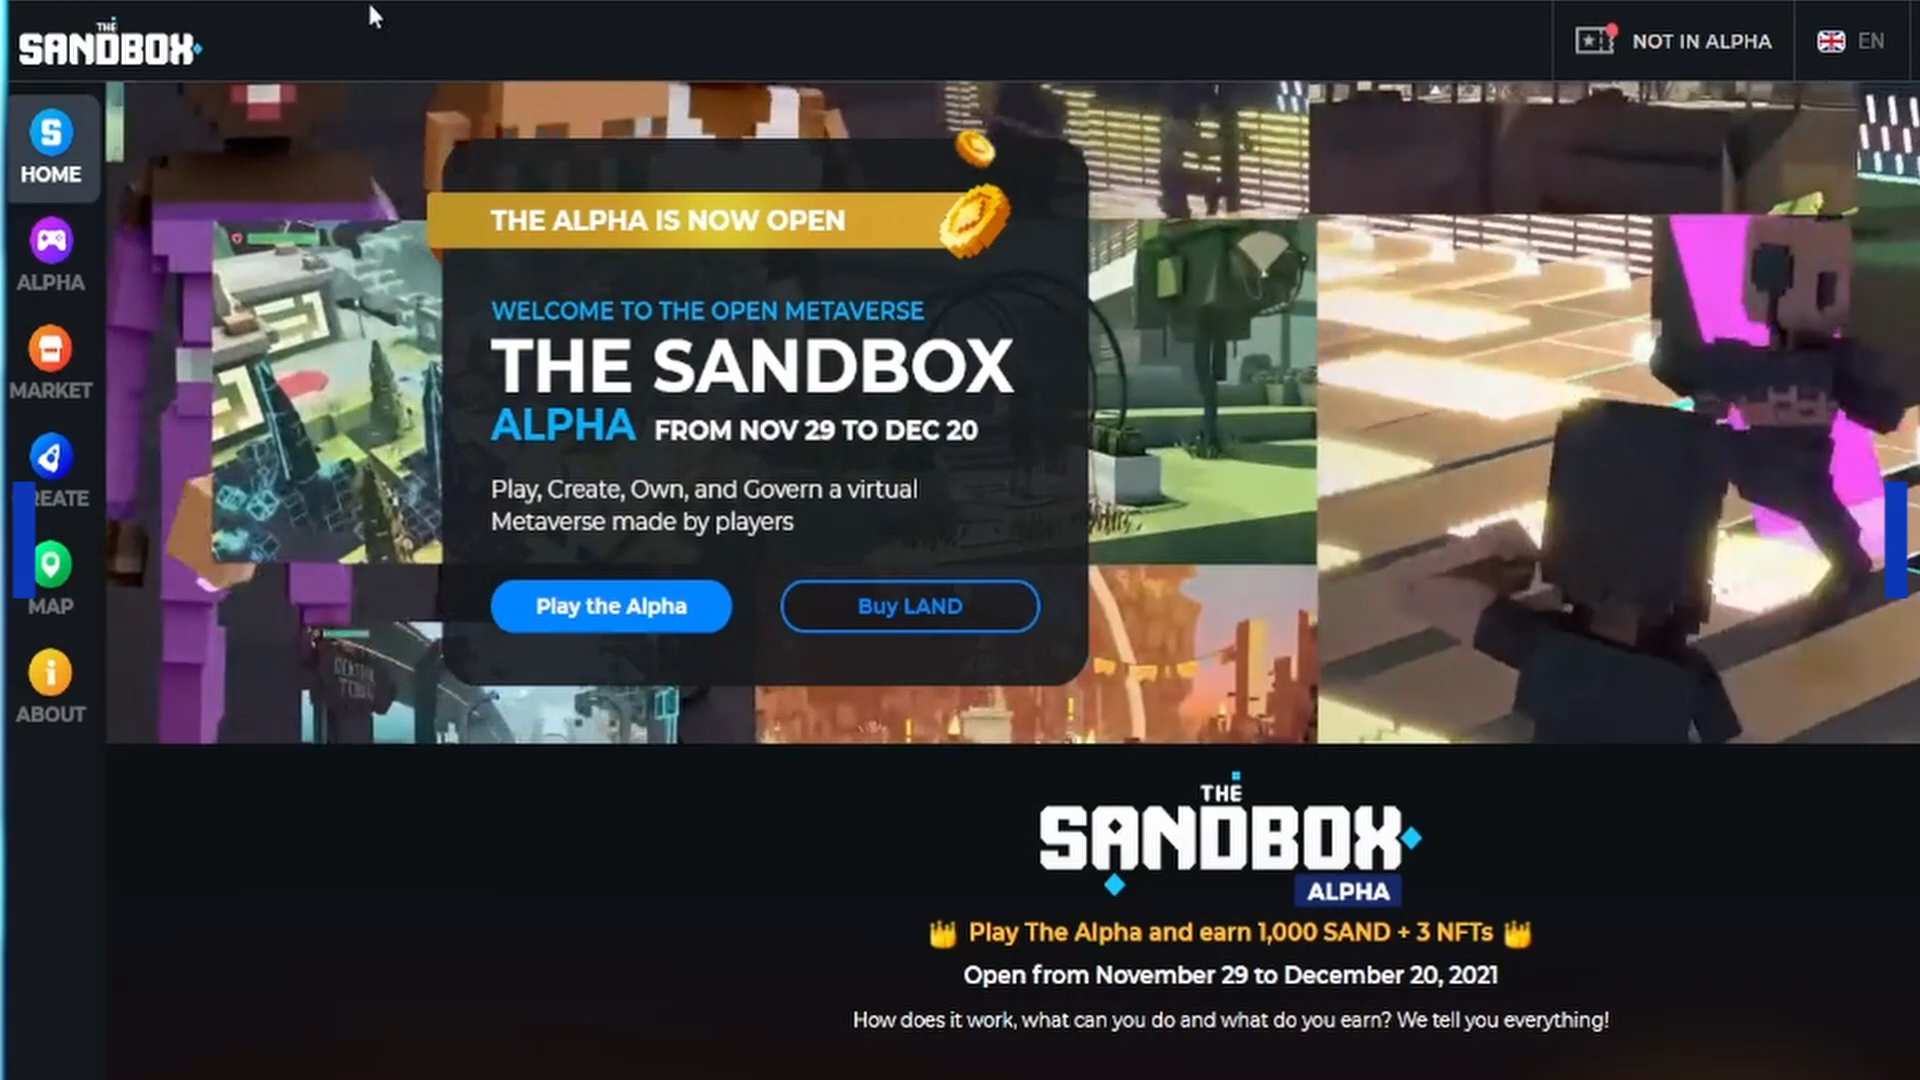 THE
SANDBOX
NOT IN ALPHA
EN
HOME
ALPHA
MARKET
REATE
MAP
ABOUT
THE ALPHA IS NOW OPEN
WELCOME TO THE OPEN METAVERSE
THE SANDBOX
ALPHA FROM NOV 29 TO DEC 20
Play, Create, Own, and Govern a virtual
Metaverse made by players
Play the Alpha
Buy LAND
THE
SANDBOX
ALPHA
Play The Alpha and earn 1,000 SAND + 3 NFTs
Open from November 29 to December 20, 2021
How does it work, what can you do and what do you earn? We tell you everything!